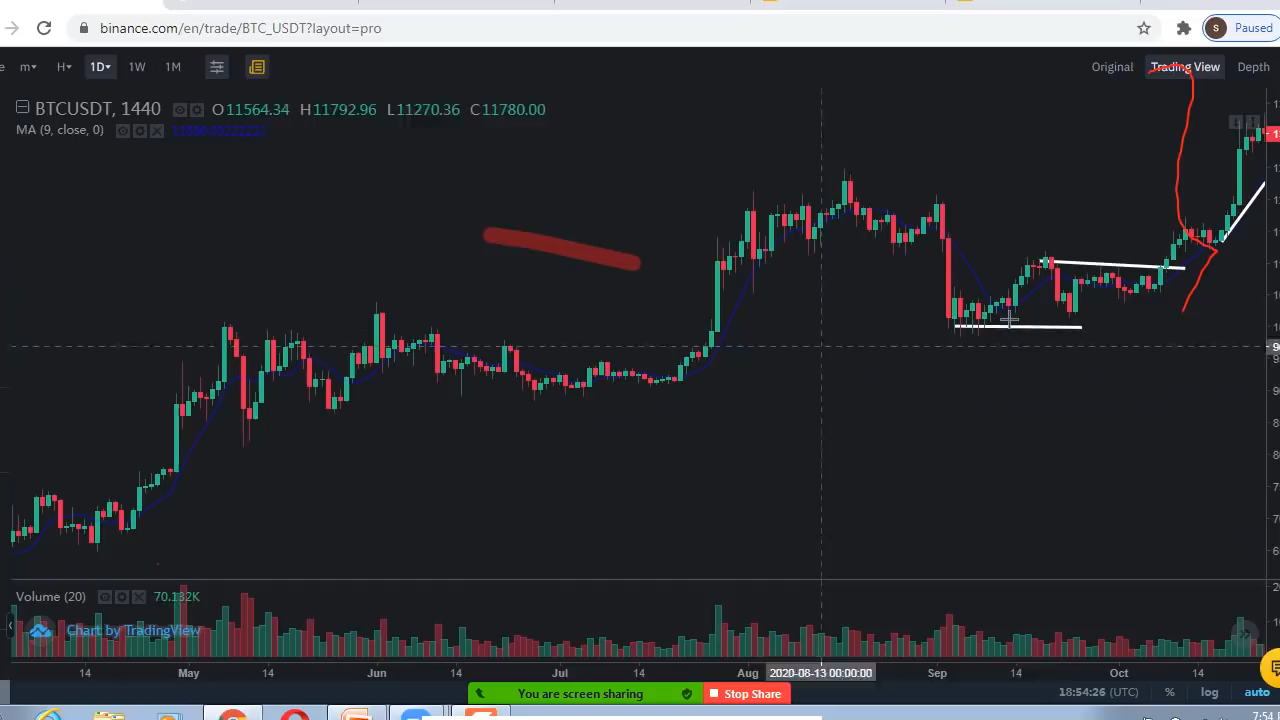 binance.com/en/trade/BTC_USDT?layout=pro
S Paused
m H 1D 1W 1M Original Trading View Depth
BTCUSDT, 1440 O11564.34 H11792.96 L11270.36 C11780.00
MA (9, close, 0)
Volume (20) 70.132K
Chart by TradingView
14 May 14 Jun 14 Jul 14 Aug 2020-08-13 00:00:00 Sep 14 Oct 14
You are screen sharing Stop Share
18:54:26 (UTC) % log auto